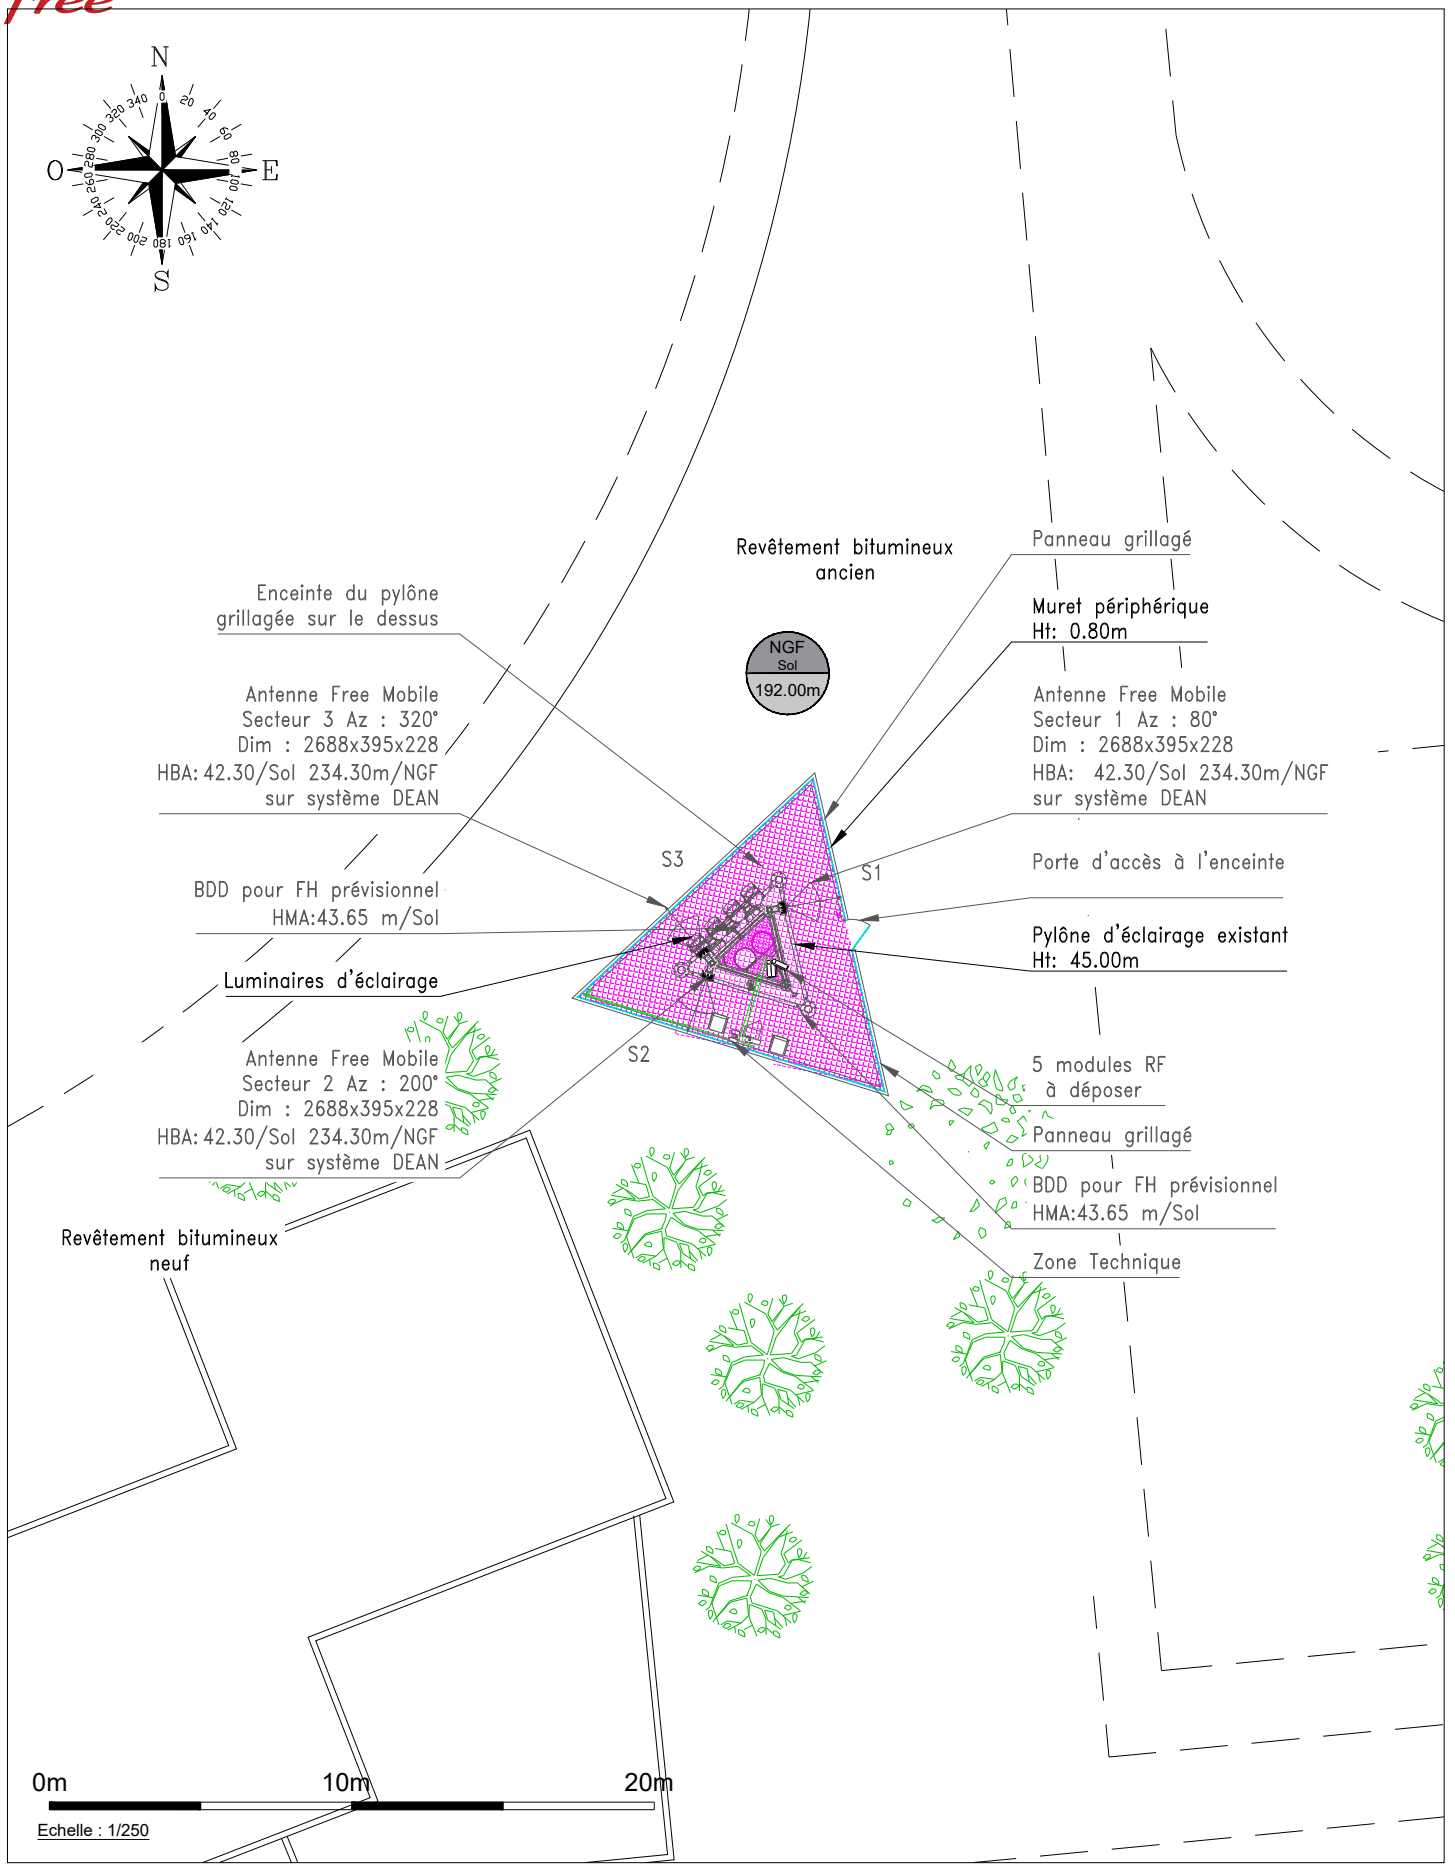 free
N
0
20
40
60
80
100
120
140
160
180
200
220
240
260
280
300
320
340
O
E
S
Revêtement bitumineux
ancien
NGF
Sol
192.00m
Enceinte du pylône
grillagée sur le dessus
Antenne Free Mobile
Secteur 3 Az : 320°
Dim : 2688x395x228
HBA: 42.30/Sol 234.30m/NGF
sur système DEAN
BDD pour FH prévisionnel
HMA:43.65 m/Sol
Luminaires d'éclairage
Antenne Free Mobile
Secteur 2 Az : 200°
Dim : 2688x395x228
HBA: 42.30/Sol 234.30m/NGF
sur système DEAN
Revêtement bitumineux
neuf
S3
S1
S2
Panneau grillagé
Muret périphérique
Ht: 0.80m
Antenne Free Mobile
Secteur 1 Az : 80°
Dim : 2688x395x228
HBA: 42.30/Sol 234.30m/NGF
sur système DEAN
Porte d'accès à l'enceinte
Pylône d'éclairage existant
Ht: 45.00m
5 modules RF
à déposer
Panneau grillagé
BDD pour FH prévisionnel
HMA:43.65 m/Sol
Zone Technique
0m
10m
20m
Echelle : 1/250